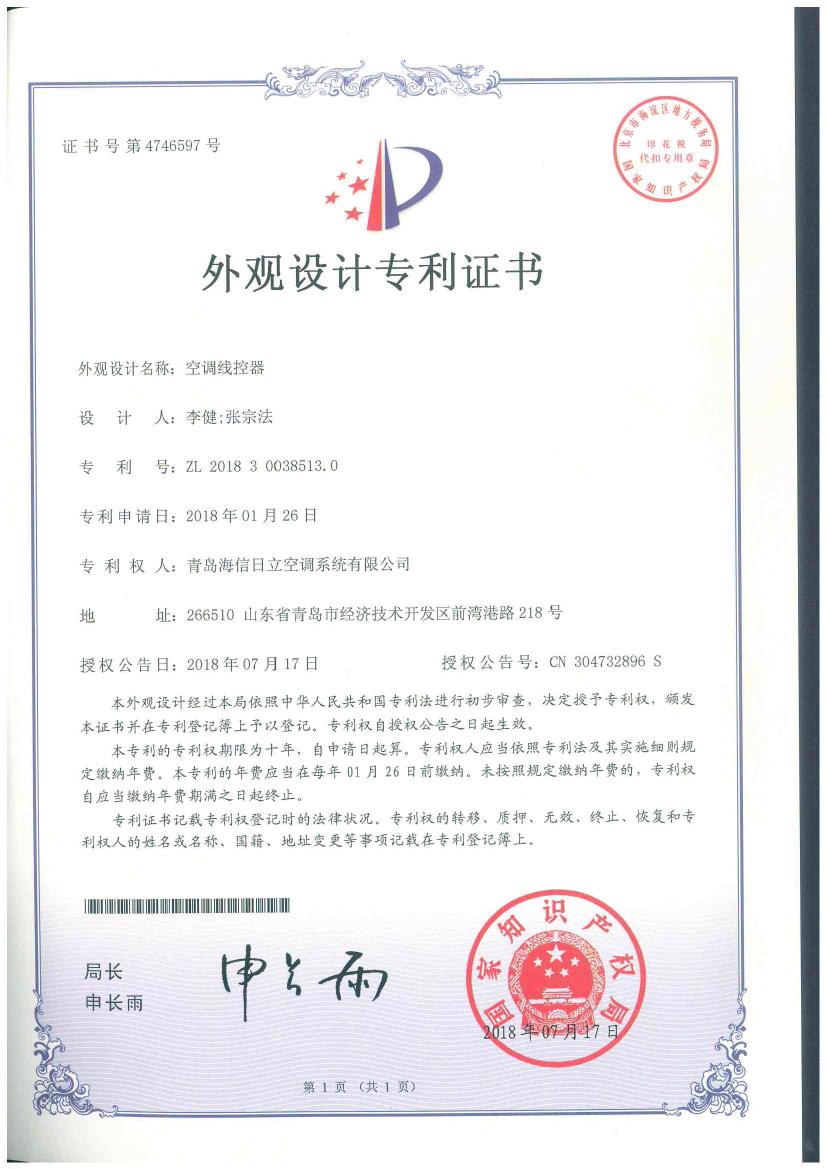 证书号第4746597号
北京市海淀区地方税务局
印花税
代扣专用章
国家知识产权局
外观设计专利证书
外观设计名称：空调线控器
设计人：李健;张宗法
专利号：ZL 2018 3 0038513.0
专利申请日：2018年01月26日
专利权人：青岛海信日立空调系统有限公司
地址：266510 山东省青岛市经济技术开发区前湾港路218号
授权公告日：2018年07月17日 授权公告号：CN 304732896 S
本外观设计经过本局依照中华人民共和国专利法进行初步审查，决定授予专利权，颁发
本证书并在专利登记簿上予以登记。专利权自授权公告之日起生效。
本专利的专利权期限为十年，自申请日起算。专利权人应当依照专利法及其实施细则规
定缴纳年费。本专利的年费应当在每年01月26日前缴纳。未按照规定缴纳年费的，专利权
自应当缴纳年费期满之日起终止。
专利证书记载专利权登记时的法律状况。专利权的转移、质押、无效、终止、恢复和专
利权人的姓名或名称、国籍、地址变更等事项记载在专利登记簿上。
局长
申长雨
申长雨
国家知识产权局
2018年07月17日
第1页（共1页）